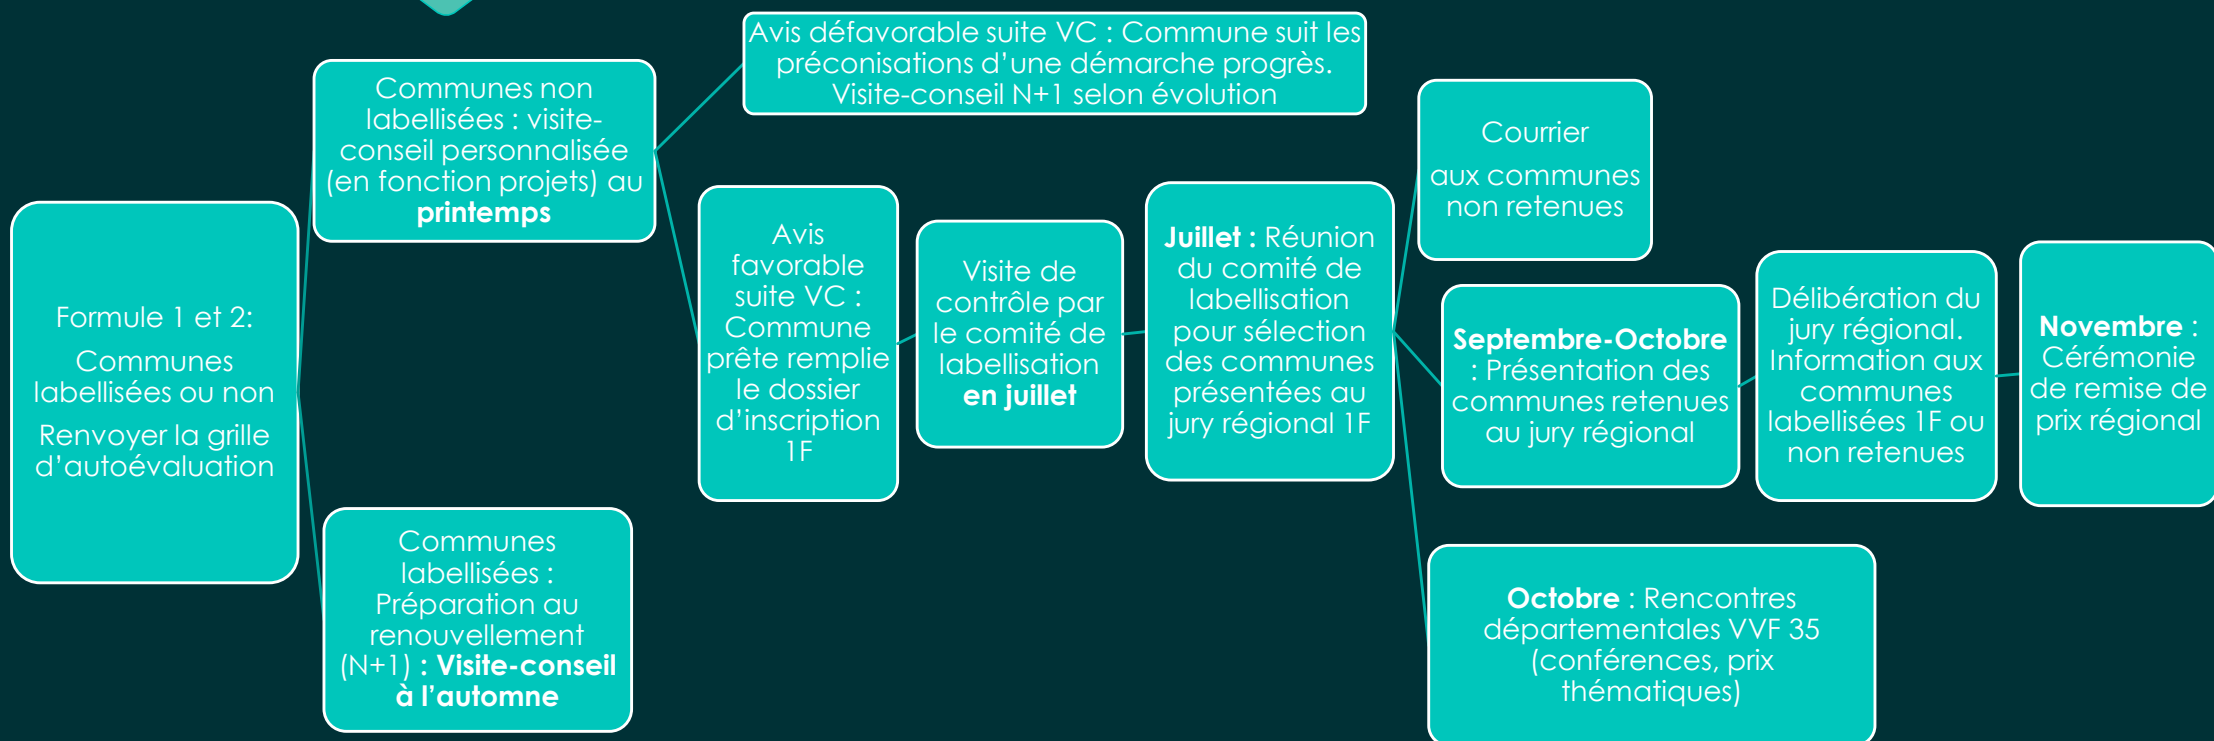 Formule 1 et 2:
Communes
labellisées ou non
Renvoyer la grille
d’autoévaluation
Communes non
labellisées : visite-
conseil personnalisée
(en fonction projets) au
printemps
Communes
labellisées :
Préparation au
renouvellement
(N+1) : Visite-conseil
à l’automne
Avis défavorable suite VC : Commune suit les
préconisations d’une démarche progrès.
Visite-conseil N+1 selon évolution
Avis
favorable
suite VC :
Commune
prête remplie
le dossier
d’inscription
1F
Visite de
contrôle par
le comité de
labellisation
en juillet
Juillet : Réunion
du comité de
labellisation
pour sélection
des communes
présentées au
jury régional 1F
Courrier
aux communes
non retenues
Septembre-Octobre
: Présentation des
communes retenues
au jury régional
Délibération du
jury régional.
Information aux
communes
labellisées 1F ou
non retenues
Novembre :
Cérémonie
de remise de
prix régional
Octobre : Rencontres
départementales VVF 35
(conférences, prix
thématiques)